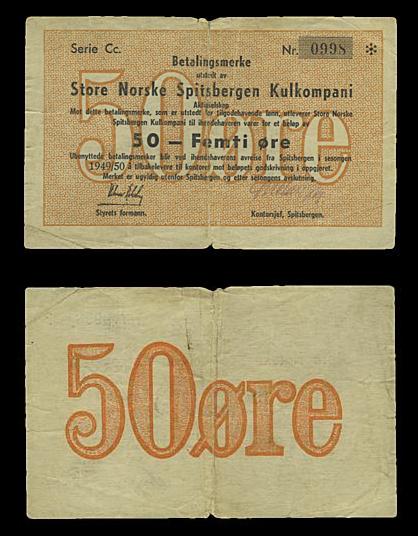 Serie Cc.
Nr. 0998 *
Betalingsmerke
utstedt av
Store Norske Spitsbergen Kulkompani
Aktieselskap
Mot dette betalingsmerke, som er utstedt for tilgodehavende lønn, utleverer Store Norske
Spitsbergen Kulkompani til ihendehaveren varer for et beløp av
50 — Femti øre
Ubenyttede betalingsmerker blir ved ihendehaverens avreise fra Spitsbergen i sesongen
1949/50 å tilbakelevere til kontoret mot beløpets godskrivning i oppgjøret.
Merket er ugyldig utenfor Spitsbergen og etter sesongens avslutning.
Styrets formann.
Kontorsjef, Spitsbergen.
50 øre
50øre